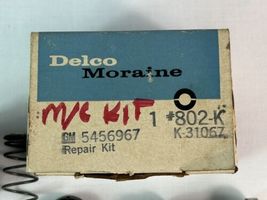 Delco
Moraine
M/C KIT
1 #802-K
GM 5456967
K-31067
Repair Kit